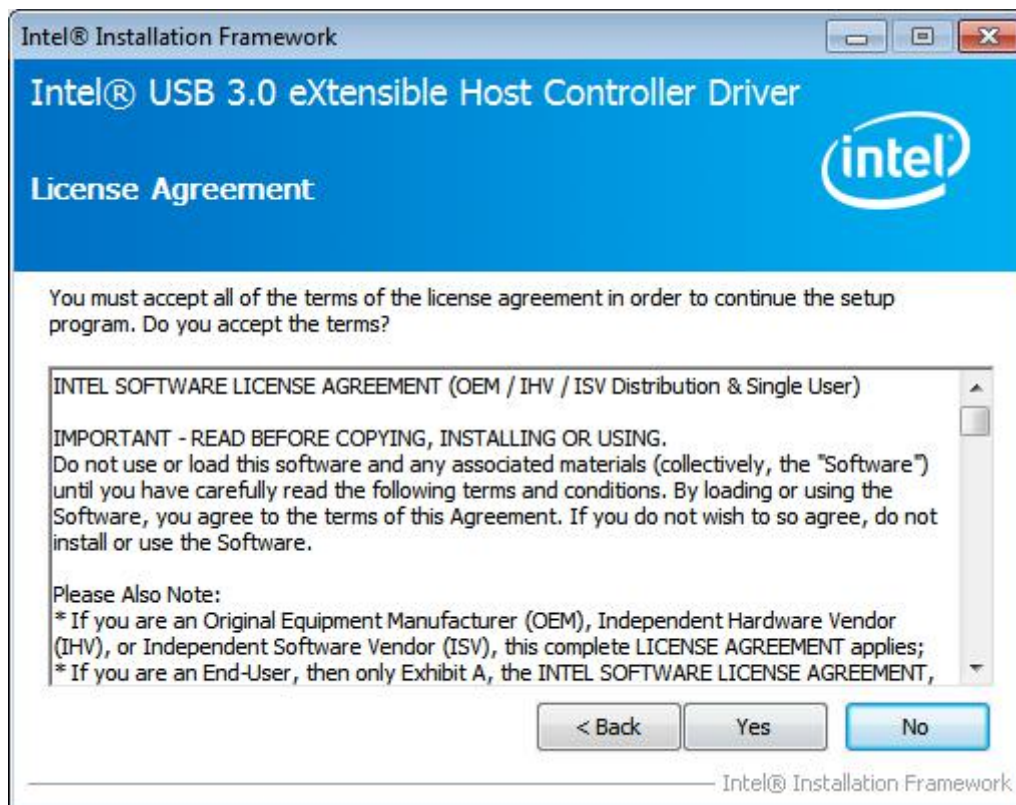 Intel® Installation Framework
Intel® USB 3.0 eXtensible Host Controller Driver
intel
License Agreement
You must accept all of the terms of the license agreement in order to continue the setup
program. Do you accept the terms?
INTEL SOFTWARE LICENSE AGREEMENT (OEM / IHV / ISV Distribution & Single User)
IMPORTANT - READ BEFORE COPYING, INSTALLING OR USING.
Do not use or load this software and any associated materials (collectively, the "Software")
until you have carefully read the following terms and conditions. By loading or using the
Software, you agree to the terms of this Agreement. If you do not wish to so agree, do not
install or use the Software.
Please Also Note:
* If you are an Original Equipment Manufacturer (OEM), Independent Hardware Vendor
(IHV), or Independent Software Vendor (ISV), this complete LICENSE AGREEMENT applies;
* If you are an End-User, then only Exhibit A, the INTEL SOFTWARE LICENSE AGREEMENT,
< Back
Yes
No
Intel® Installation Framework